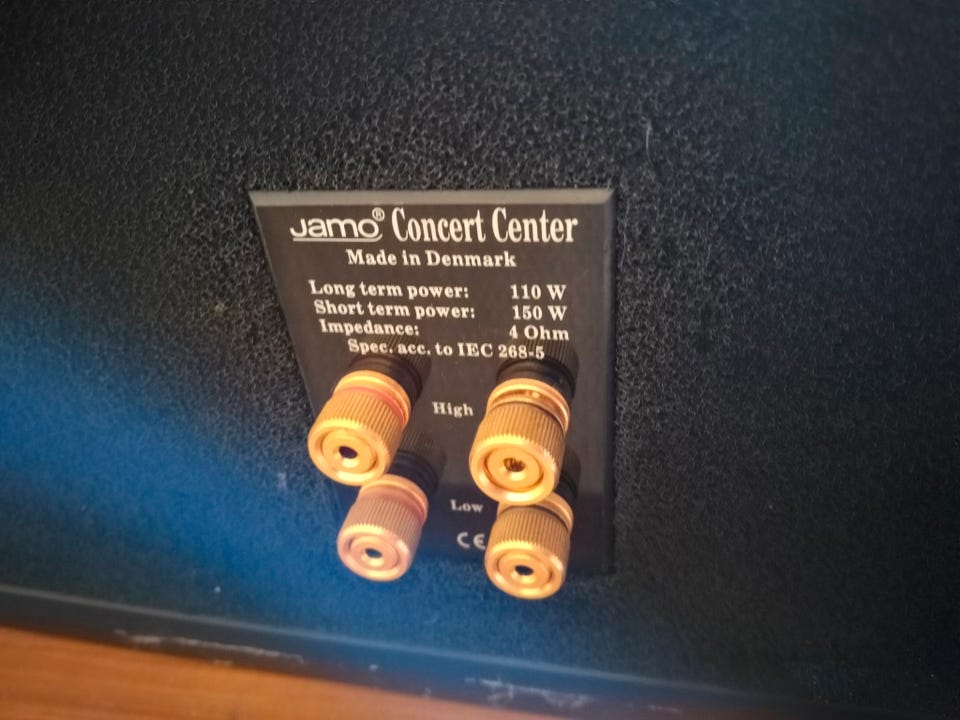 Jamo® Concert Center
Made in Denmark
Long term power: 110 W
Short term power: 150 W
Impedance: 4 Ohm
Spec. acc. to IEC 268-5
High
Low
CE